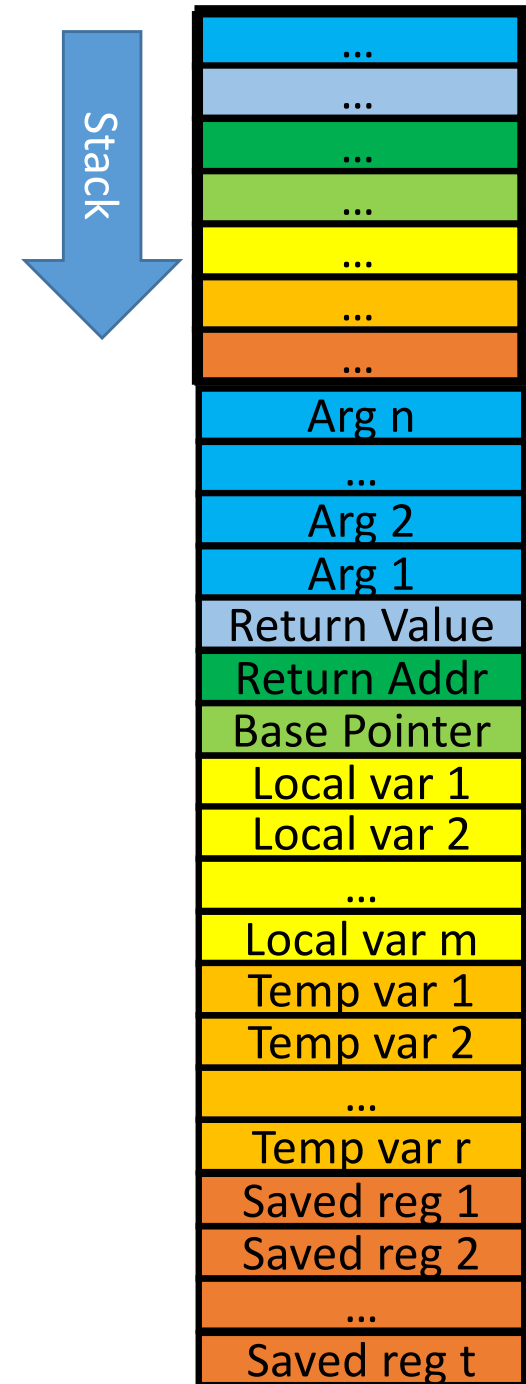 Stack
...
...
...
...
...
...
...
Arg n
...
Arg 2
Arg 1
Return Value
Return Addr
Base Pointer
Local var 1
Local var 2
...
Local var m
Temp var 1
Temp var 2
...
Temp var r
Saved reg 1
Saved reg 2
...
Saved reg t